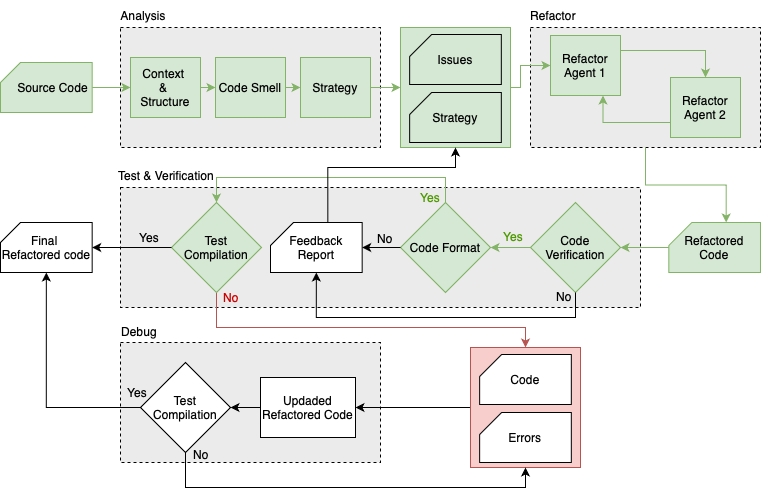 Analysis
Refactor
Source Code
Context
&
Structure
Code Smell
Strategy
Issues
Strategy
Refactor
Agent 1
Refactor
Agent 2
Test & Verification
Yes
Final
Refactored code
Yes
Test
Compilation
Feedback
Report
No
Code Format
Yes
Code
Verification
Refactored
Code
No
No
Debug
Yes
Test
Compilation
Updaded
Refactored Code
Code
Errors
No